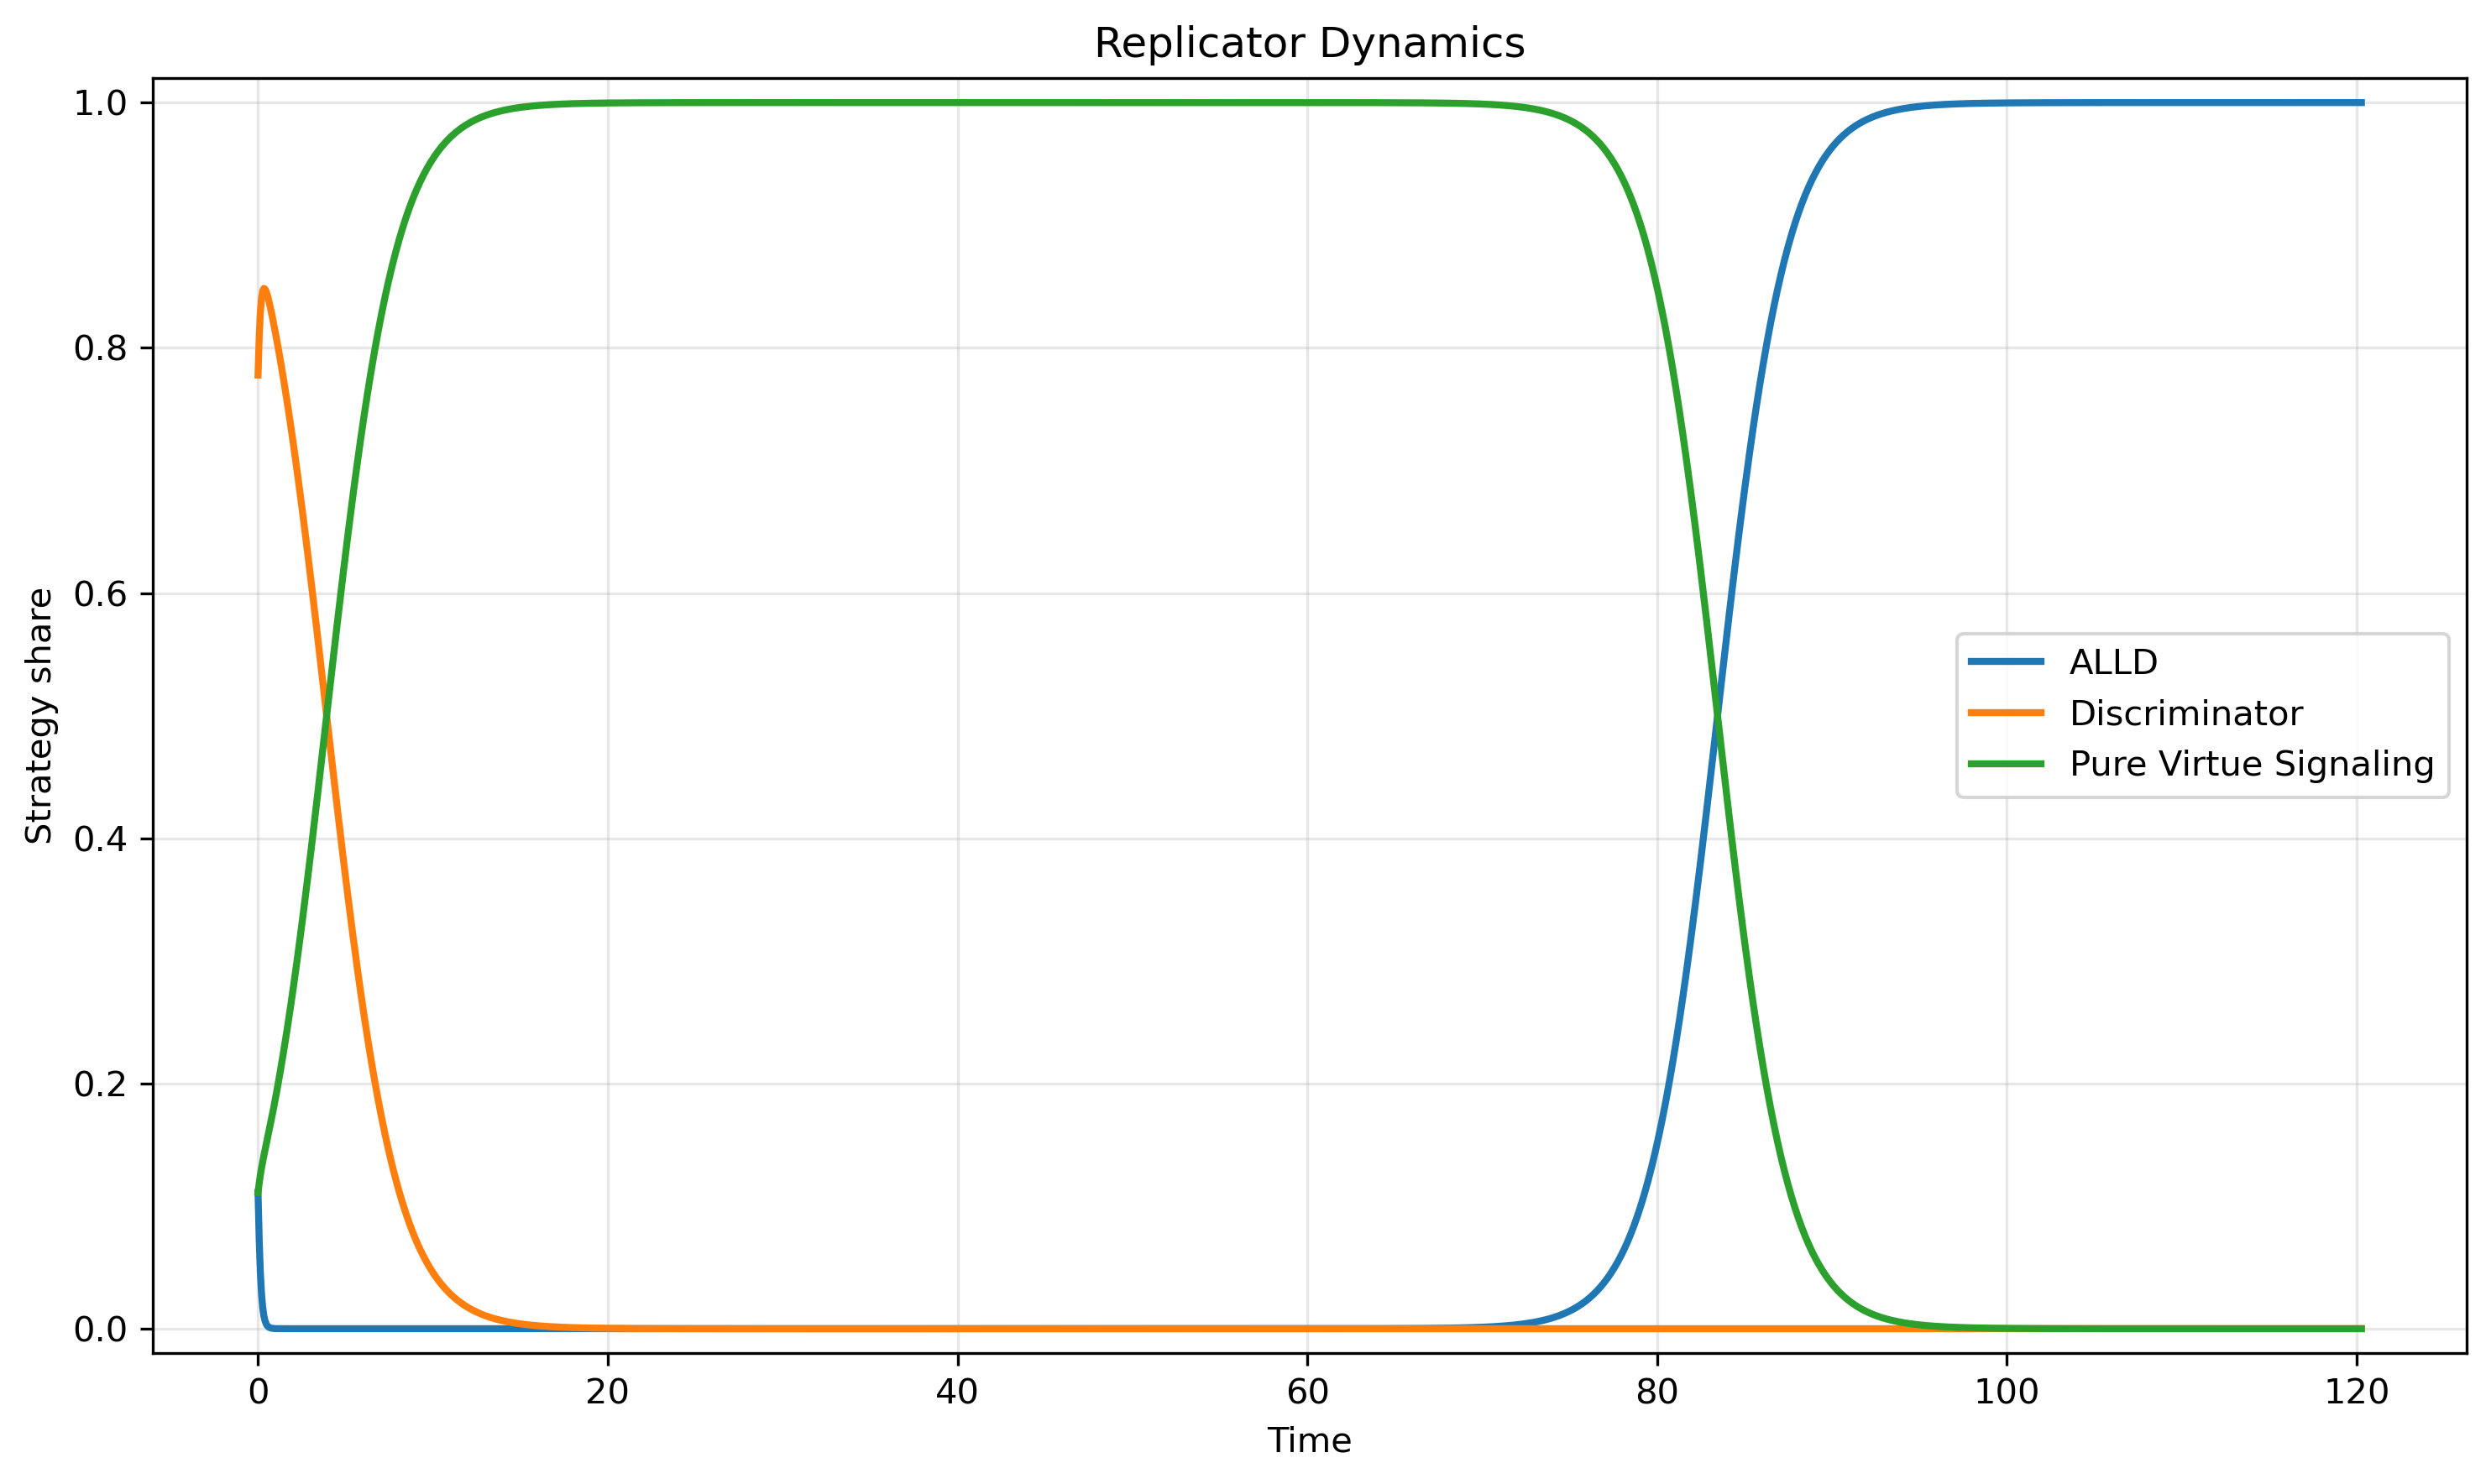 Replicator Dynamics
Strategy share
1.0
0.8
0.6
0.4
0.2
0.0
ALLD
Discriminator
Pure Virtue Signaling
0 20 40 60 80 100 120
Time